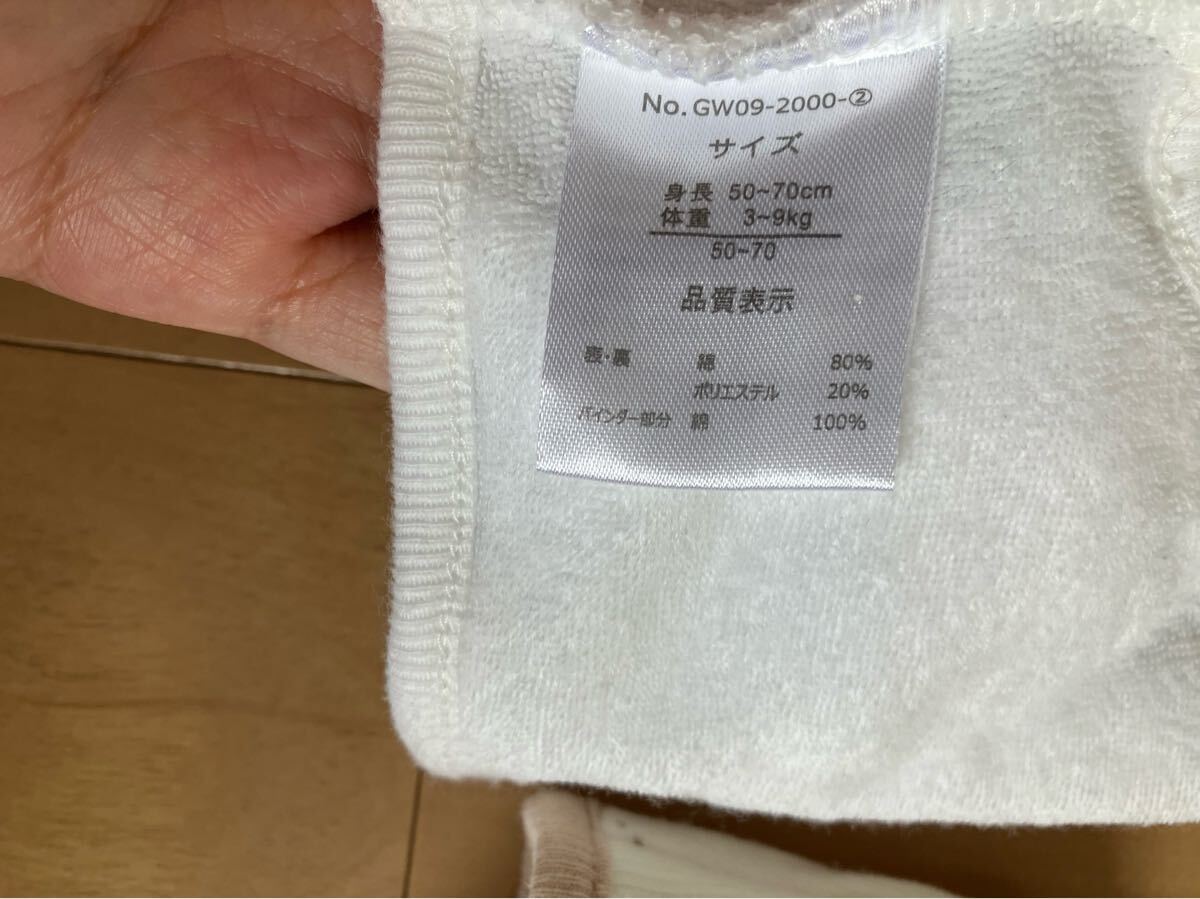 No.GW09-2000-②
サイズ
身長 50~70cm
体重 3~9kg
50-70
品質表示
表・裏 綿 80%
ポリエステル 20%
バインダー部分 綿 100%